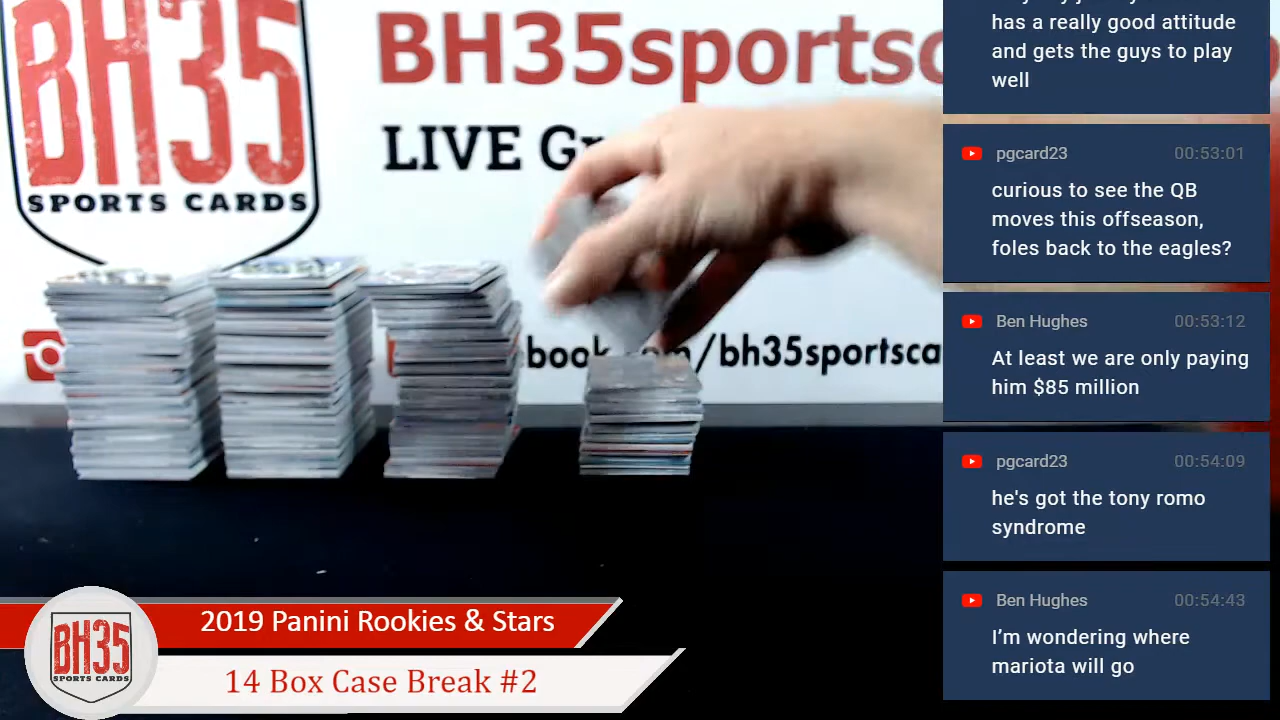 BH35
SPORTS CARDS
BH35sportsc
LIVE
/bh35sportsca
has a really good attitude
and gets the guys to play
well
pgcard23 00:53:01
curious to see the QB
moves this offseason,
foles back to the eagles?
Ben Hughes 00:53:12
At least we are only paying
him $85 million
pgcard23 00:54:09
he's got the tony romo
syndrome
Ben Hughes 00:54:43
I'm wondering where
mariota will go
BH35
SPORTS CARDS
2019 Panini Rookies & Stars
14 Box Case Break #2